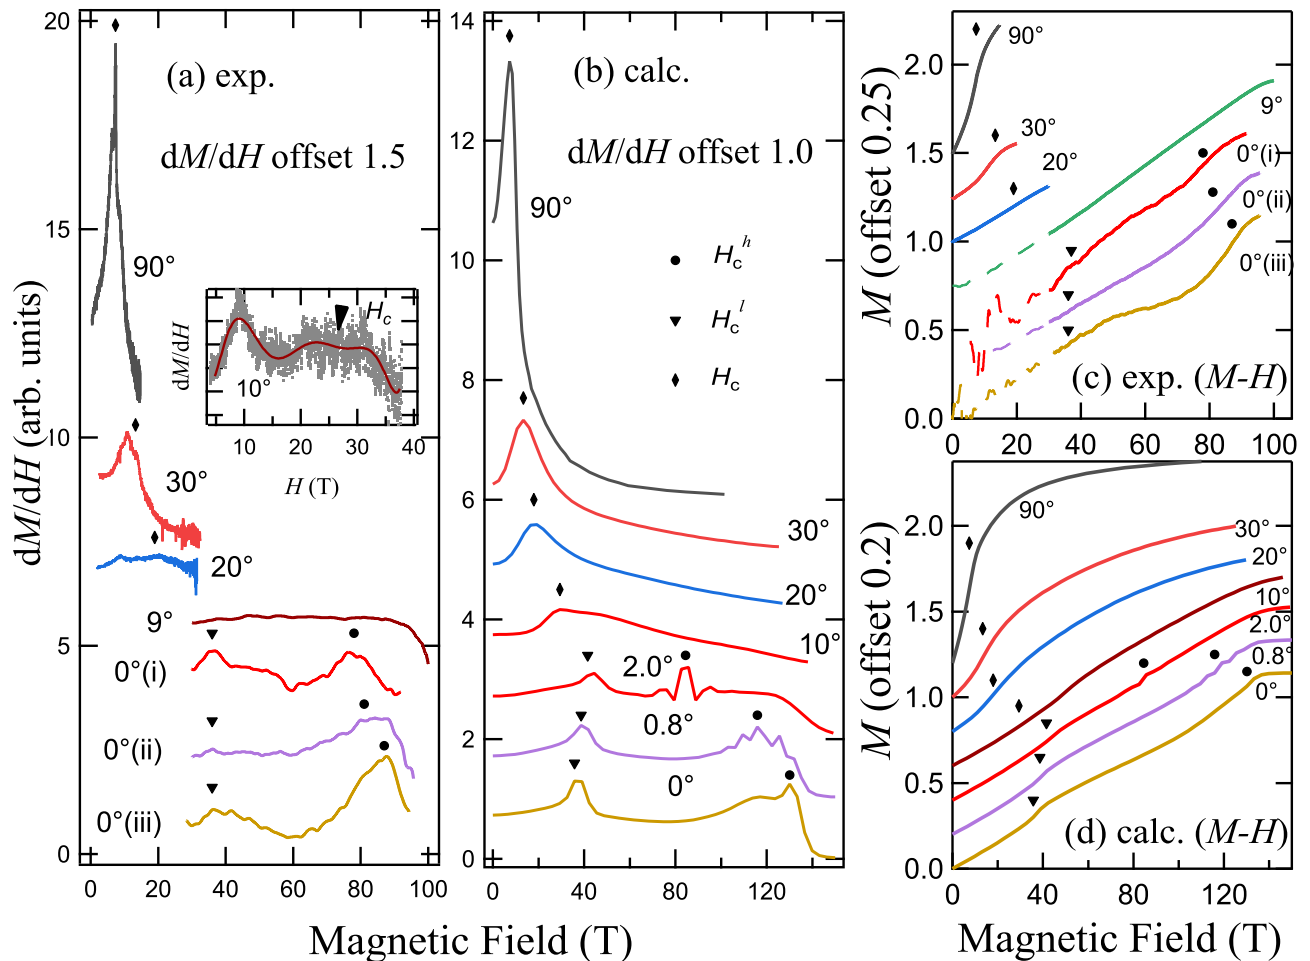 (a) exp.
dM/dH offset 1.5
90°
30°
20°
9°
0°(i)
0°(ii)
0°(iii)
dM/dH (arb. units)
20
15
10
5
0
0 20 40 60 80 100
H_c
10°
dM/dH
10 20 30 40
H (T)
(b) calc.
dM/dH offset 1.0
90°
H_c^h
H_c^l
H_c
30°
20°
10°
2.0°
0.8°
0°
14
12
10
8
6
4
2
0
0 40 80 120
Magnetic Field (T)
90°
30°
20°
9°
0°(i)
0°(ii)
0°(iii)
(c) exp. (M-H)
M (offset 0.25)
2.0
1.5
1.0
0.5
0.0
0 20 40 60 80 100
90°
30°
20°
10°
2.0°
0.8°
0°
(d) calc. (M-H)
M (offset 0.2)
2.0
1.5
1.0
0.5
0.0
0 40 80 120
Magnetic Field (T)